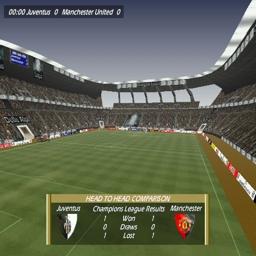 00:00 Juventus 0 Manchester United 0
HEAD TO HEAD COMPARISON
Juventus Champions League Results Manchester
1 Won 1
0 Draws 0
1 Lost 1